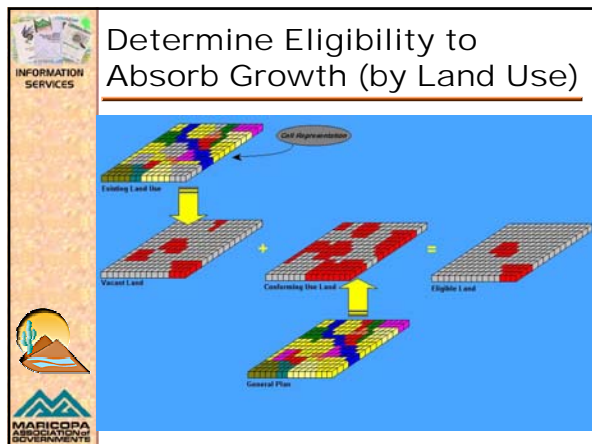 INFORMATION
SERVICES
Determine Eligibility to
Absorb Growth (by Land Use)
Cell Representation
Existing Land Use
Vacant Land
+
Conforming Use Land
=
Eligible Land
General Plan
MARICOPA
ASSOCIATION of
GOVERNMENTS